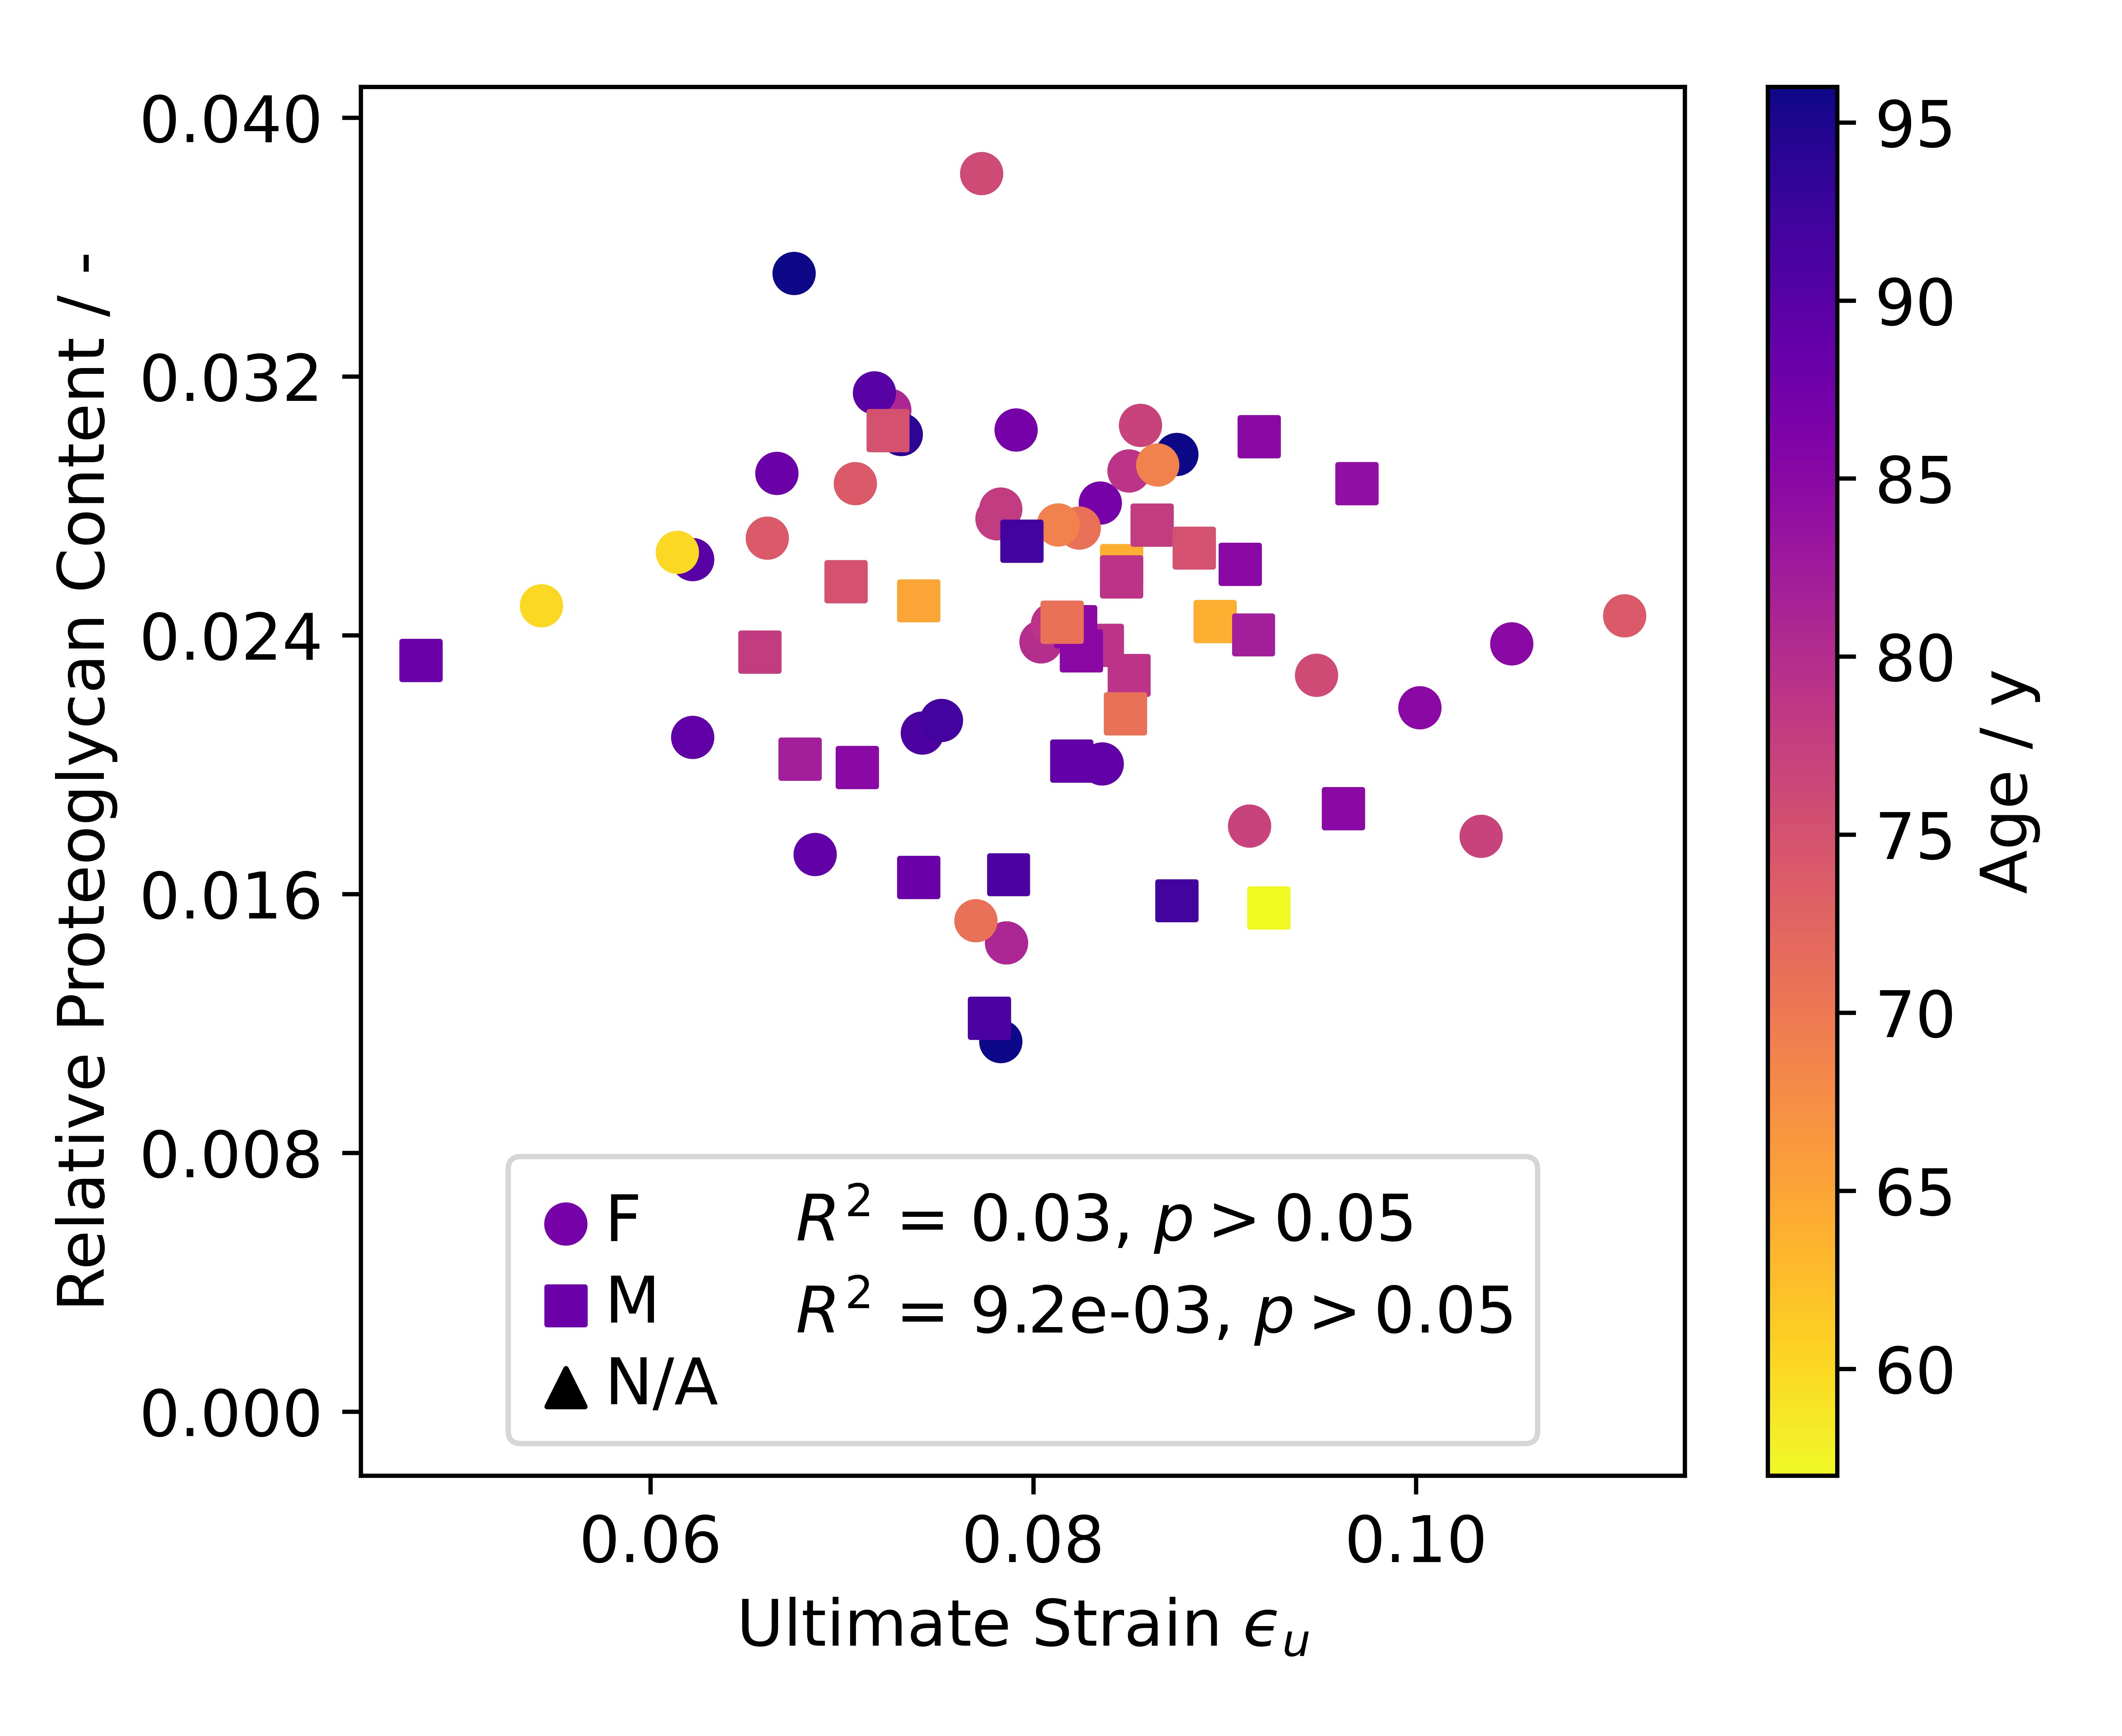 0.040
0.032
0.024
0.016
0.008
0.000
Relative Proteoglycan Content / -
F R² = 0.03, p > 0.05
M R² = 9.2e-03, p > 0.05
N/A
0.06 0.08 0.10
Ultimate Strain ϵᵤ
95
90
85
80
75
70
65
60
Age / y